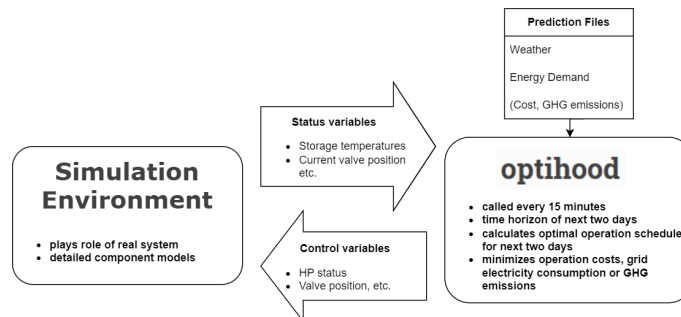 Prediction Files
Weather
Energy Demand
(Cost, GHG emissions)
Status variables
• Storage temperatures
• Current valve position
etc.
Simulation
Environment
• plays role of real system
• detailed component models
optihood
• called every 15 minutes
• time horizon of next two days
• calculates optimal operation schedule
for next two days
• minimizes operation costs, grid
electricity consumption or GHG
emissions
Control variables
• HP status
• Valve position, etc.